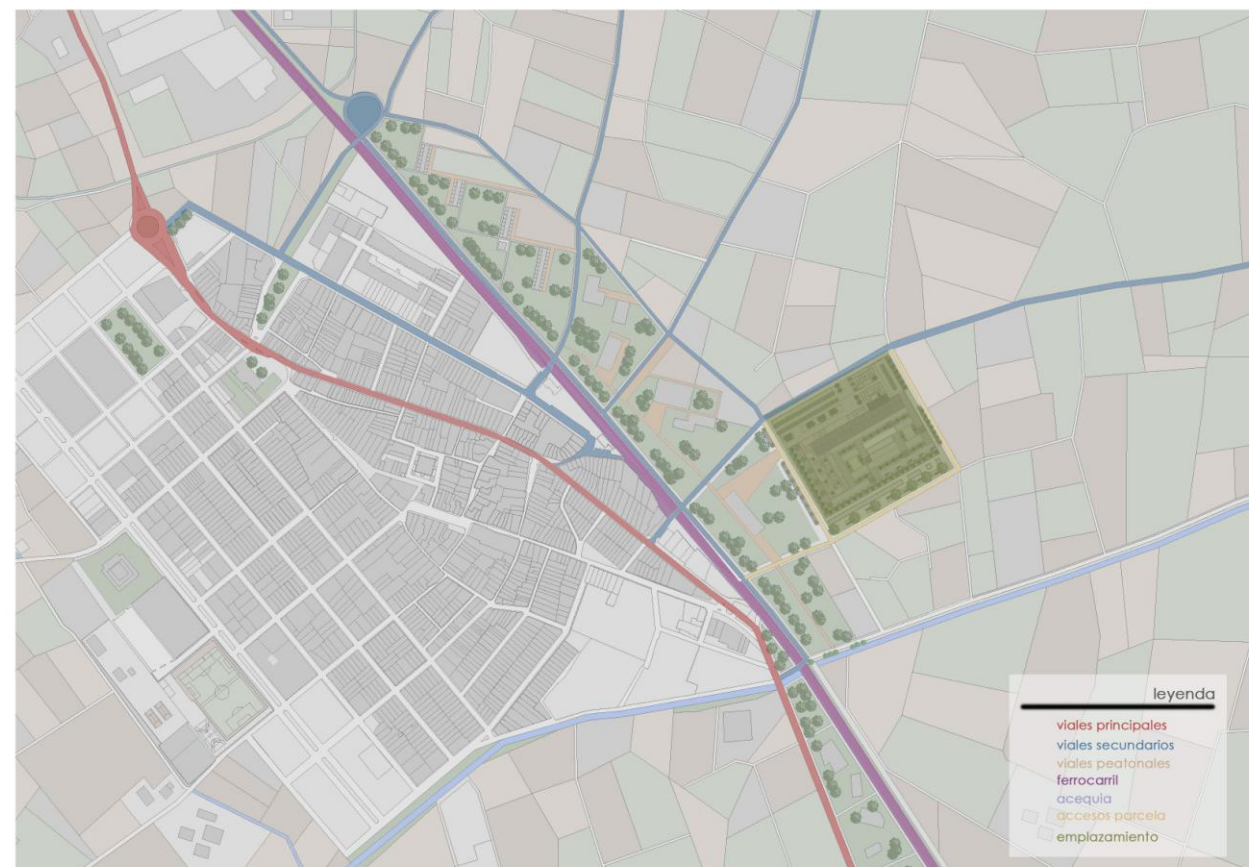 leyenda
viales principales
viales secundarios
viales peatonales
ferrocarril
acequia
accesos parcela
emplazamiento